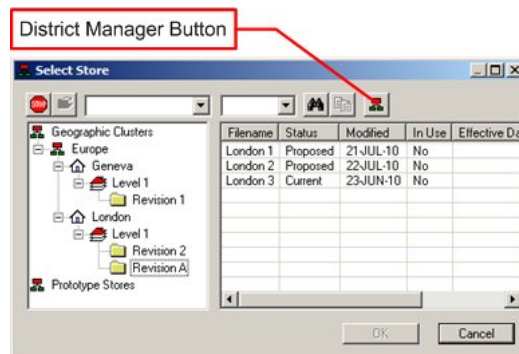 District Manager Button
Select Store
STOP
Geographic Clusters
Europe
Geneva
Level 1
Revision 1
London
Level 1
Revision 2
Revision A
Prototype Stores
Filename Status Modified In Use Effective Da
London 1 Proposed 21-JUL-10 No
London 2 Proposed 22-JUL-10 No
London 3 Current 23-JUN-10 No
OK Cancel